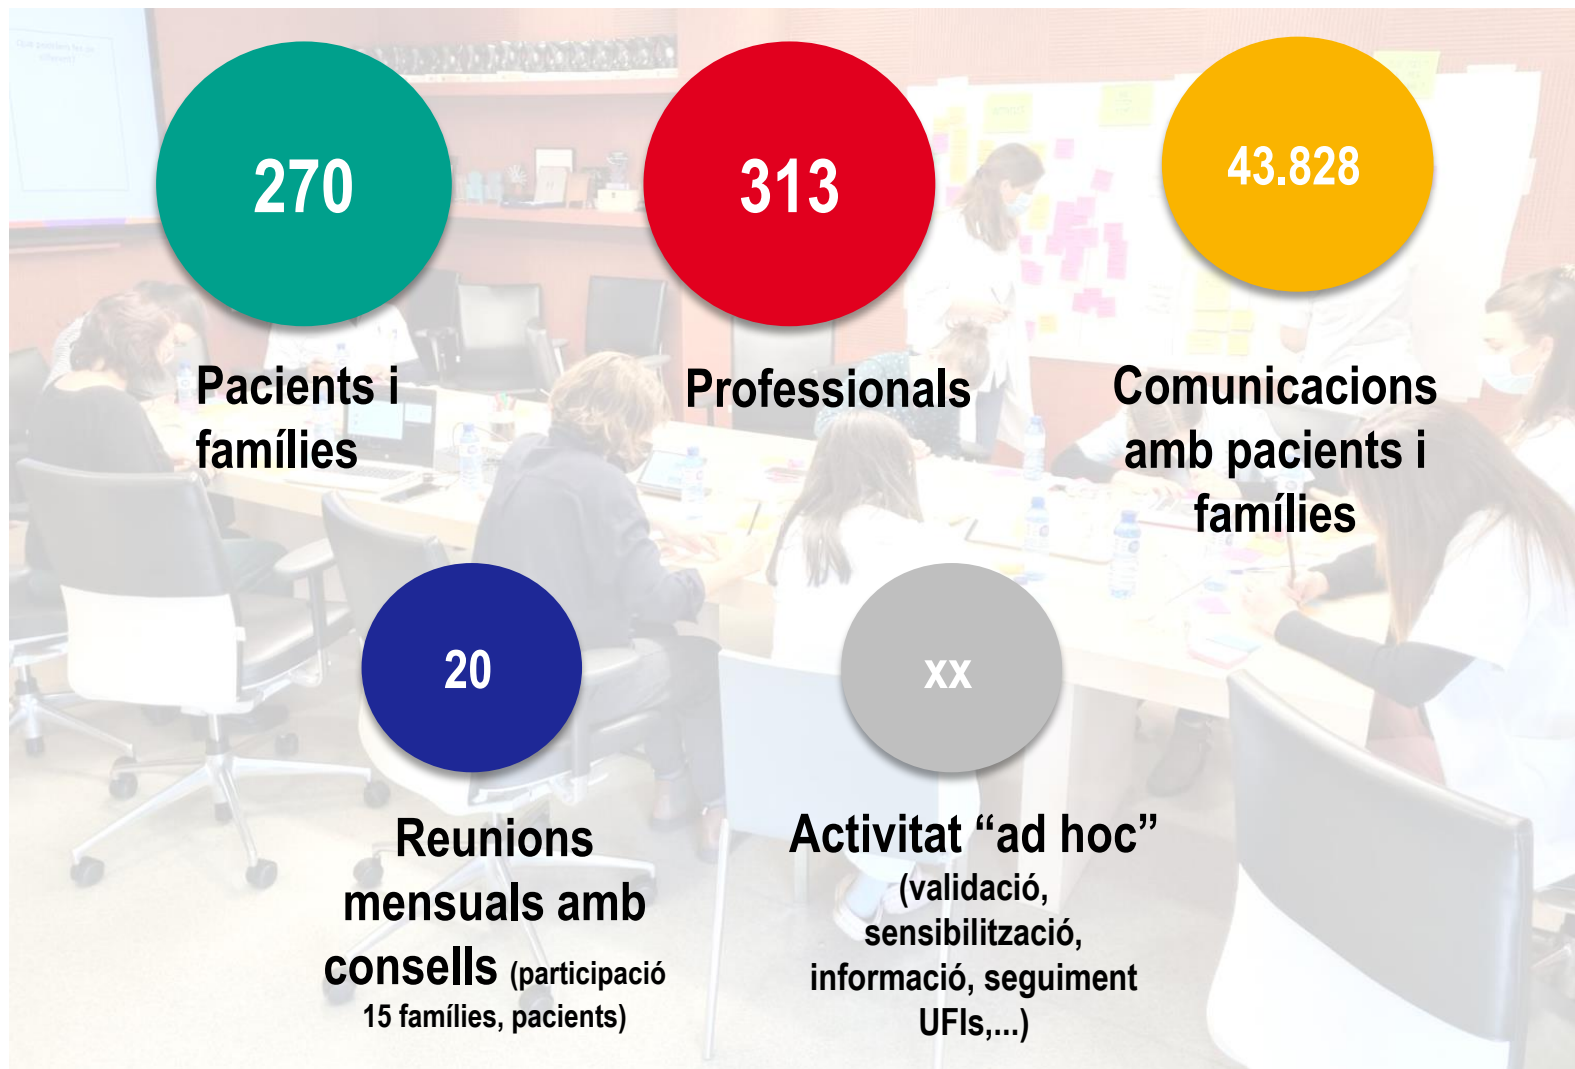 270
313
43.828
Pacients i
famílies
Professionals
Comunicacions
amb pacients i
famílies
20
xx
Reunions
mensuals amb
consells (participació
15 famílies, pacients)
Activitat “ad hoc”
(validació,
sensibilització,
informació, seguiment
UFIs,...)